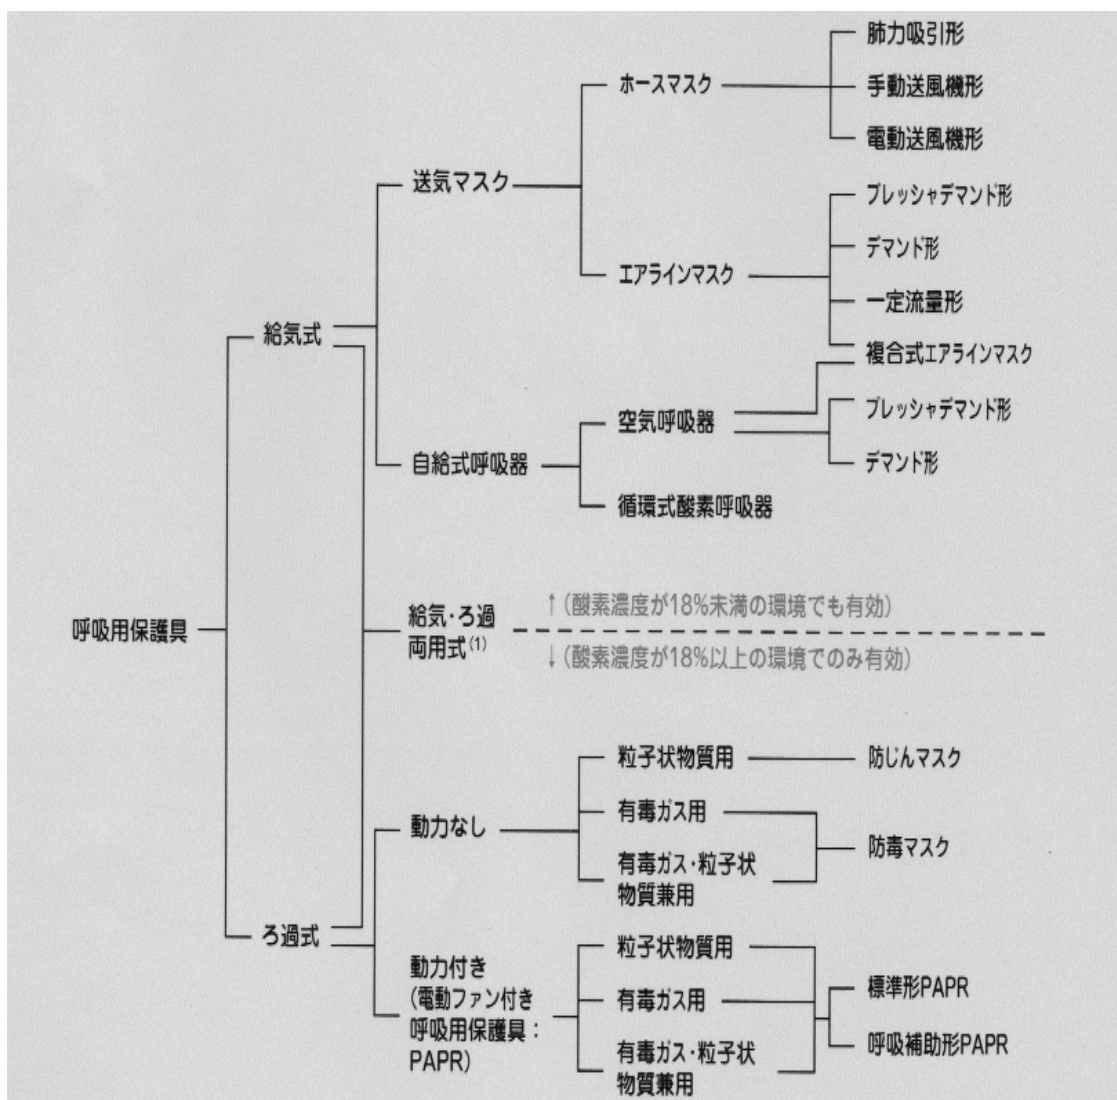 呼吸用保護具
給気式
送気マスク
ホースマスク
肺力吸引形
手動送風機形
電動送風機形
エアラインマスク
プレッシャデマンド形
デマンド形
一定流量形
複合式エアラインマスク
自給式呼吸器
空気呼吸器
プレッシャデマンド形
デマンド形
循環式酸素呼吸器
給気・ろ過
両用式(1)
↑(酸素濃度が18%未満の環境でも有効)
↓(酸素濃度が18%以上の環境でのみ有効)
ろ過式
動力なし
粒子状物質用
防じんマスク
有毒ガス用
有毒ガス・粒子状
物質兼用
防毒マスク
動力付き
(電動ファン付き
呼吸用保護具:
PAPR)
粒子状物質用
有毒ガス用
有毒ガス・粒子状
物質兼用
標準形PAPR
呼吸補助形PAPR